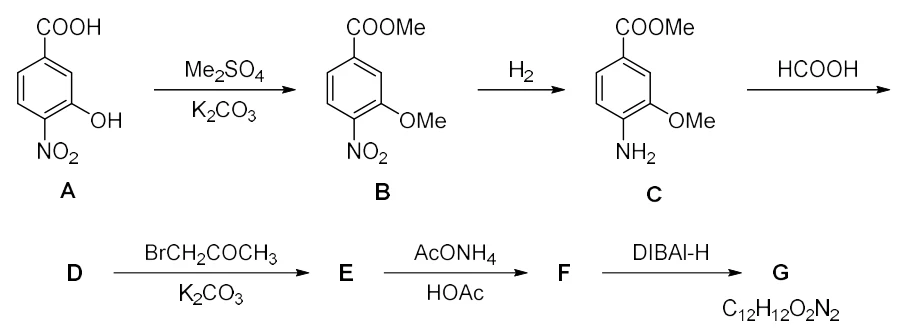 COOH
OH
NO2
A
Me2SO4
K2CO3
COOMe
OMe
NO2
B
H2
COOMe
OMe
NH2
C
HCOOH
D
BrCH2COCH3
K2CO3
E
AcONH4
HOAc
F
DIBAl-H
G
C12H12O2N2